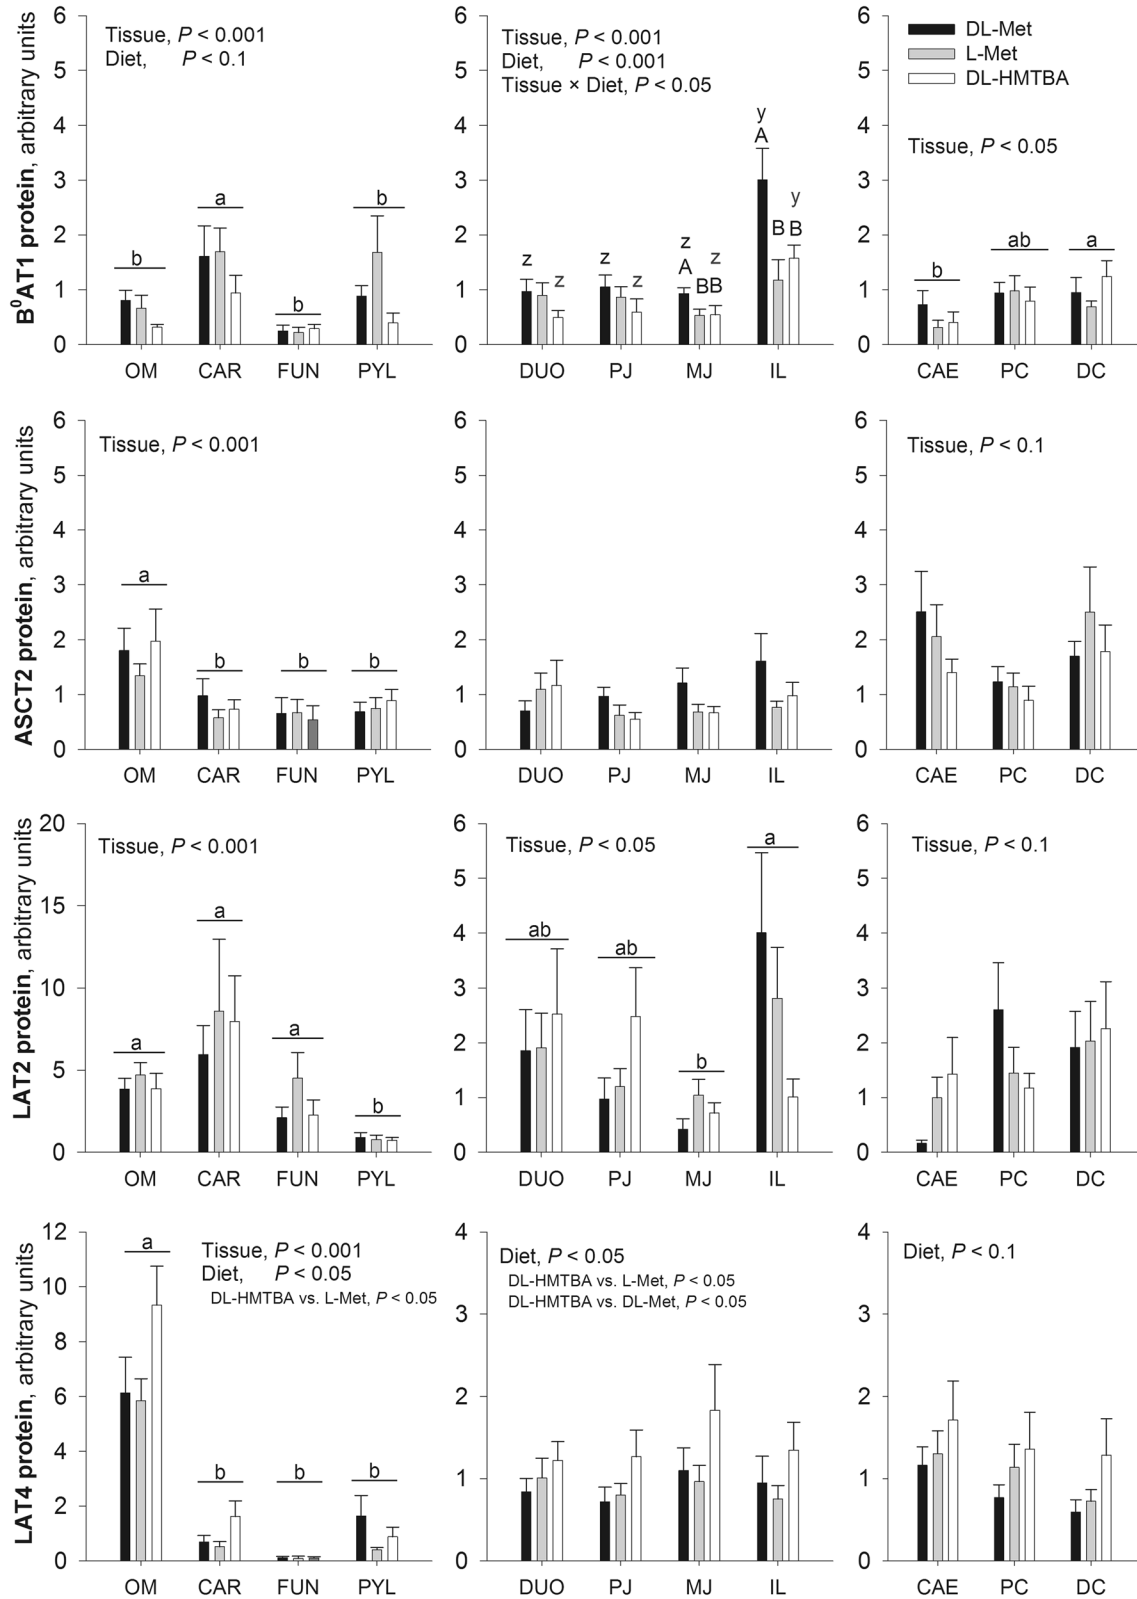 B⁰AT1 protein, arbitrary units
6
5
4
3
2
1
0
Tissue, P < 0.001
Diet, P < 0.1
b
a
b
b
OM CAR FUN PYL
6
5
4
3
2
1
0
Tissue, P < 0.001
Diet, P < 0.001
Tissue × Diet, P < 0.05
z z
z z
z z
A BB
y y
A B B
DUO PJ MJ IL
6
5
4
3
2
1
0
DL-Met
L-Met
DL-HMTBA
Tissue, P < 0.05
b
ab
a
CAE PC DC
ASCT2 protein, arbitrary units
6
5
4
3
2
1
0
Tissue, P < 0.001
a
b
b
b
OM CAR FUN PYL
6
5
4
3
2
1
0
DUO PJ MJ IL
6
5
4
3
2
1
0
Tissue, P < 0.1
CAE PC DC
LAT2 protein, arbitrary units
20
15
10
5
0
Tissue, P < 0.001
a
a
a
b
OM CAR FUN PYL
6
5
4
3
2
1
0
Tissue, P < 0.05
ab
ab
b
a
DUO PJ MJ IL
6
5
4
3
2
1
0
Tissue, P < 0.1
CAE PC DC
LAT4 protein, arbitrary units
12
10
8
6
4
2
0
Tissue, P < 0.001
Diet, P < 0.05
DL-HMTBA vs. L-Met, P < 0.05
a
b
b
b
OM CAR FUN PYL
4
3
2
1
0
Diet, P < 0.05
DL-HMTBA vs. L-Met, P < 0.05
DL-HMTBA vs. DL-Met, P < 0.05
DUO PJ MJ IL
4
3
2
1
0
Diet, P < 0.1
CAE PC DC